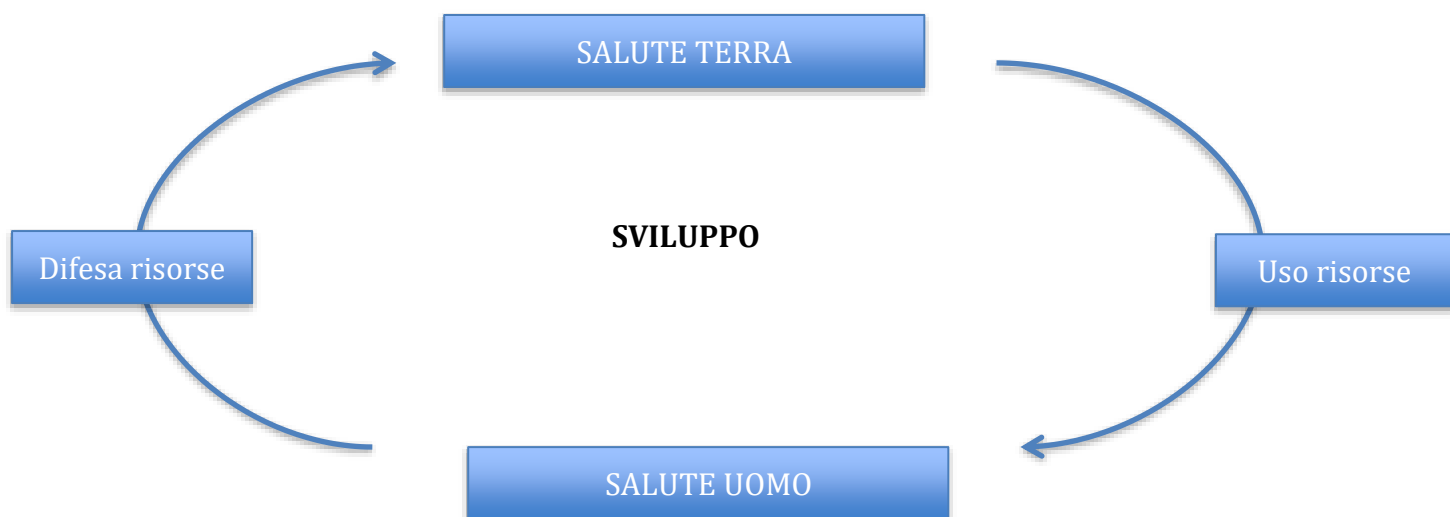 SALUTE TERRA
SVILUPPO
Difesa risorse
Uso risorse
SALUTE UOMO